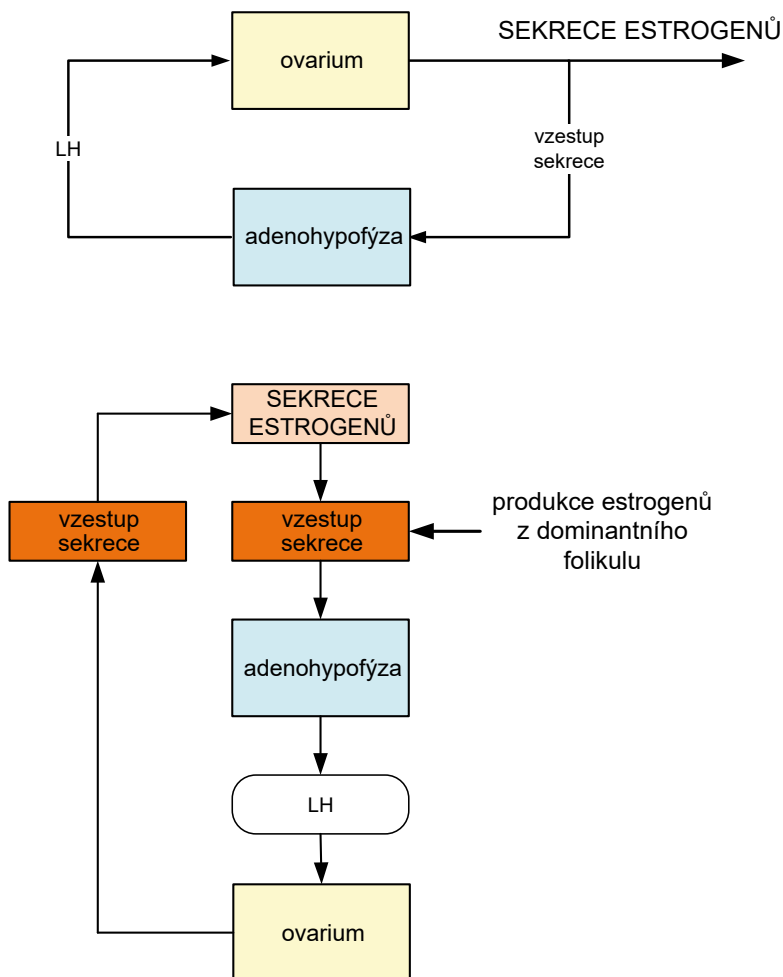 SEKRECE ESTROGENŮ
ovarium
LH
vzestup
sekrece
adenohypofýza
SEKRECE
ESTROGENŮ
vzestup
sekrece
vzestup
sekrece
produkce estrogenů
z dominantního
folikulu
adenohypofýza
LH
ovarium